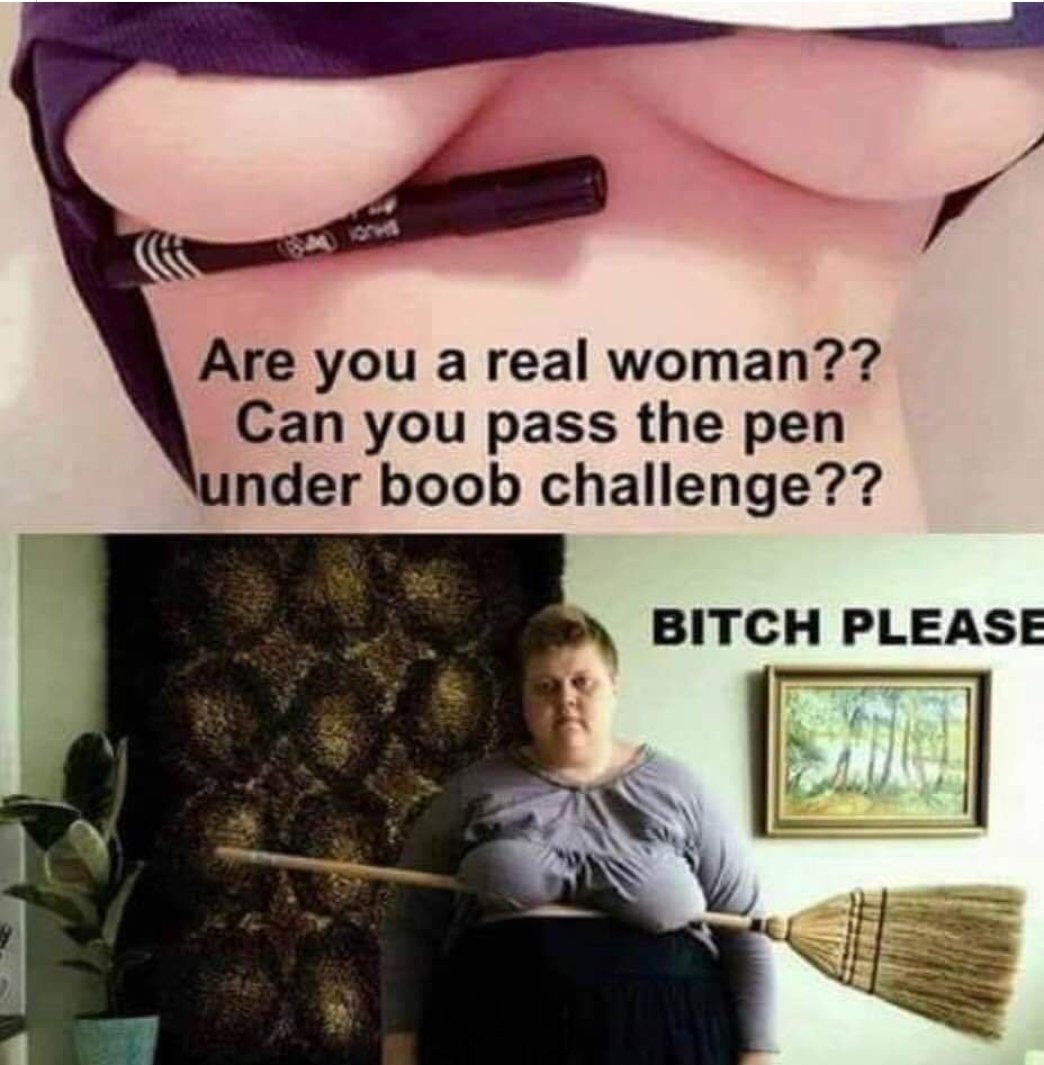 Are you a real woman??
Can you pass the pen
under boob challenge??
BITCH PLEASE